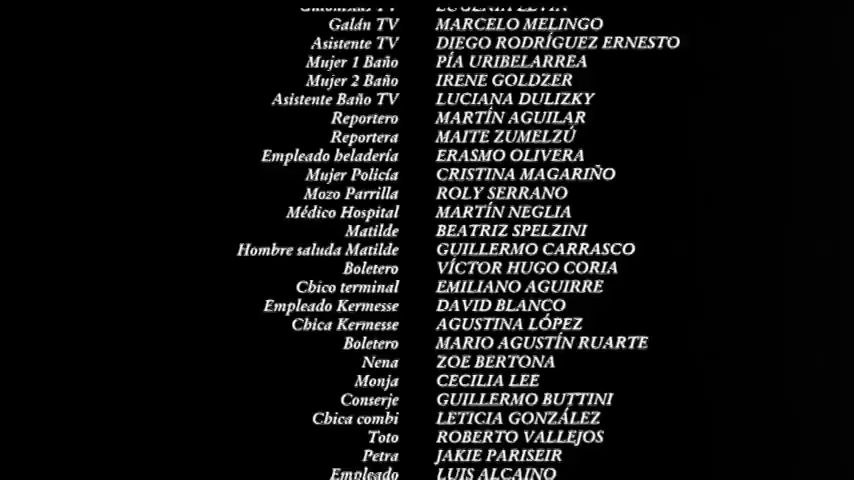 Galán TV MARCELO MELINGO
Asistente TV DIEGO RODRÍGUEZ ERNESTO
Mujer 1 Baño PÍA URIBELARREA
Mujer 2 Baño IRENE GOLDZER
Asistente Baño TV LUCIANA DULIZKY
Reportero MARTÍN AGUILAR
Reportera MAITE ZUMELZÚ
Empleado heladería ERASMO OLIVERA
Mujer Policía CRISTINA MAGARIÑO
Mozo Parrilla ROLY SERRANO
Médico Hospital MARTÍN NEGLIA
Matilde BEATRIZ SPELZINI
Hombre saluda Matilde GUILLERMO CARRASCO
Boletero VÍCTOR HUGO CORIA
Chico terminal EMILIANO AGUIRRE
Empleado Kermesse DAVID BLANCO
Chica Kermesse AGUSTINA LÓPEZ
Boletero MARIO AGUSTÍN RUARTE
Nena ZOE BERTONA
Monja CECILIA LEE
Conserje GUILLERMO BUTTINI
Chica combi LETICIA GONZÁLEZ
Toto ROBERTO VALLEJOS
Petra JAKIE PARISEIR
Empleado LUIS ALCAINO